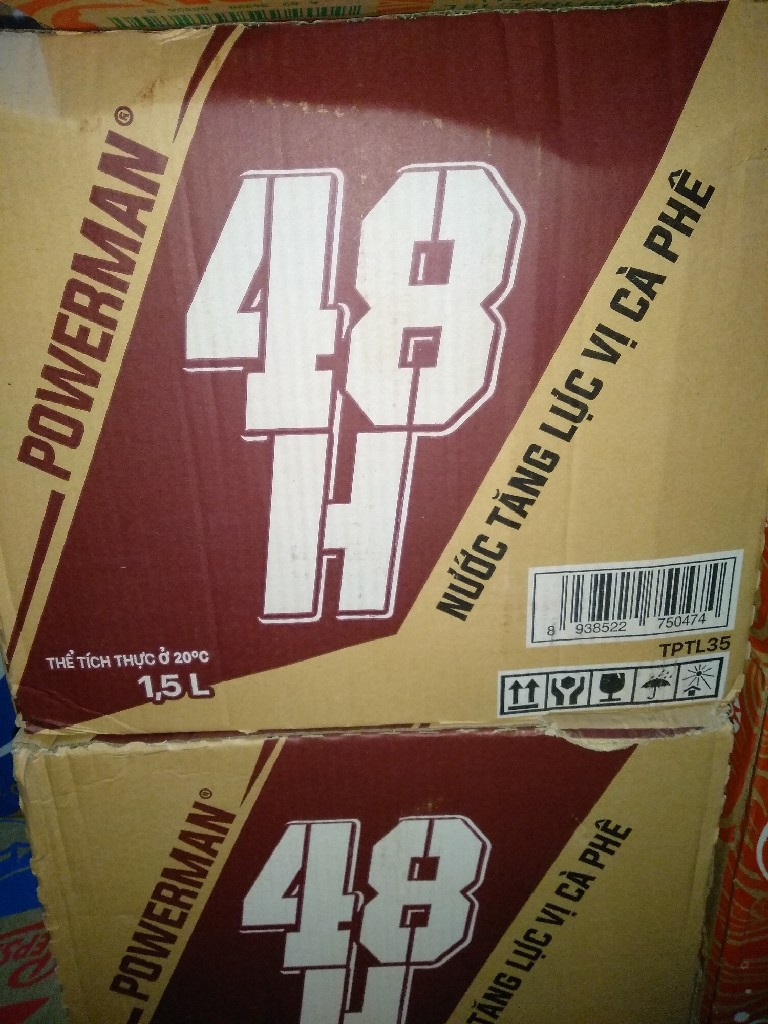 POWERMAN®
48
H
NƯỚC TĂNG LỰC VỊ CÀ PHÊ
THỂ TÍCH THỰC Ở 20°C
1,5 L
8 938522 750474
TPTL35
POWERMAN®
48
H
TĂNG LỰC VỊ CÀ PHÊ